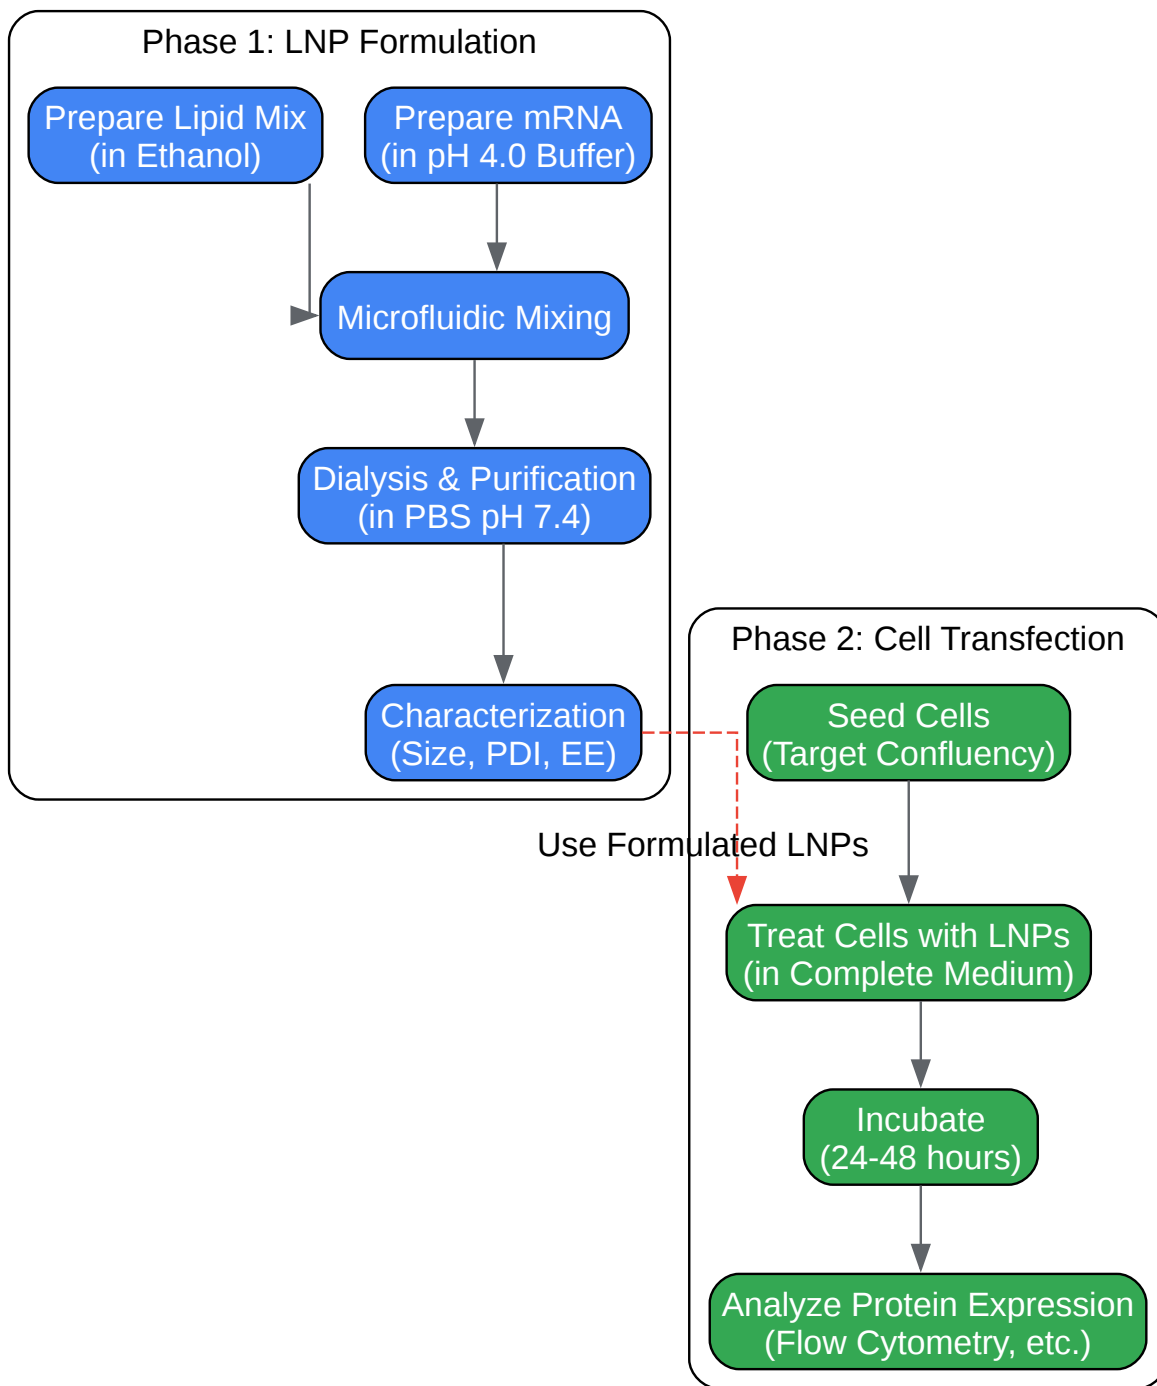 Phase 1: LNP Formulation
Prepare Lipid Mix
(in Ethanol)
Prepare mRNA
(in pH 4.0 Buffer)
Microfluidic Mixing
Dialysis & Purification
(in PBS pH 7.4)
Characterization
(Size, PDI, EE)
Phase 2: Cell Transfection
Seed Cells
(Target Confluency)
Use Formulated LNPs
Treat Cells with LNPs
(in Complete Medium)
Incubate
(24-48 hours)
Analyze Protein Expression
(Flow Cytometry, etc.)